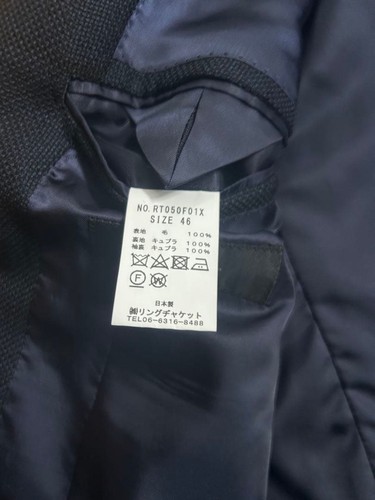 NO.RT050F01X
SIZE 46
表地 毛 100%
裏地 キュプラ 100%
袖裏 キュプラ 100%
F W
日本製
㈱リングヂャケット
TEL06-6316-8488